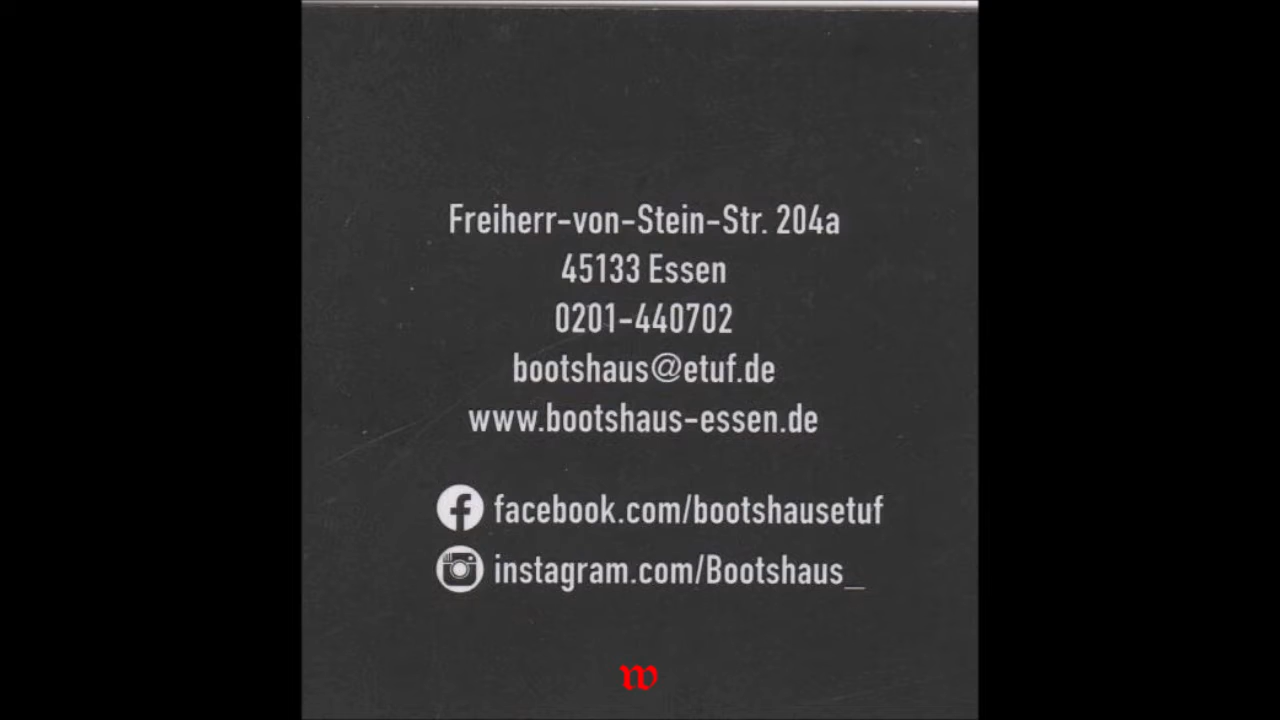 Freiherr-von-Stein-Str. 204a
45133 Essen
0201-440702
bootshaus@etuf.de
www.bootshaus-essen.de
facebook.com/bootshausetuf
instagram.com/Bootshaus_
w